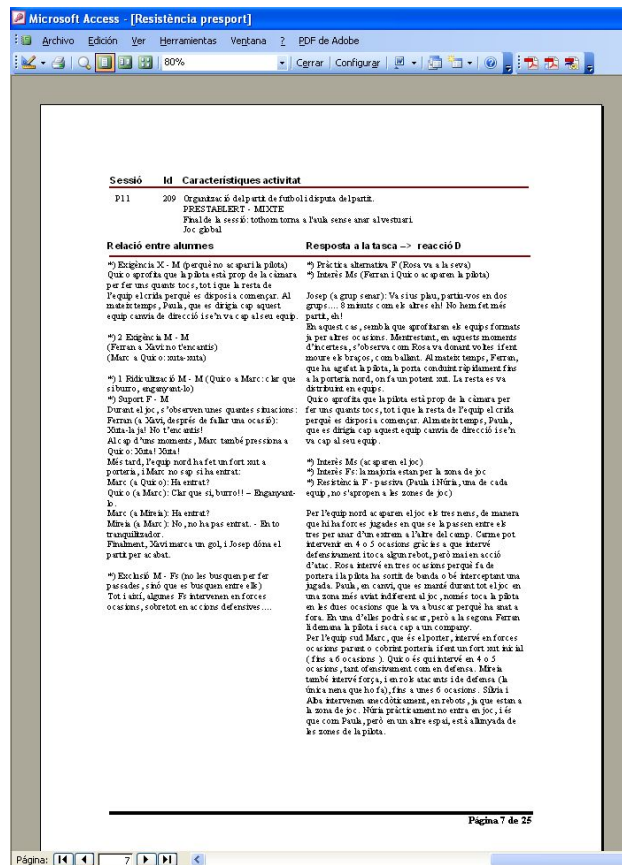 Microsoft Access - [Resistència presport]
Archivo Edición Ver Herramientas Ventana ? PDF de Adobe
80% Cerrar Configurar
Sessió Id Característiques activitat
P11 209 Organització del partit de futbol i disputa del partit.
PRESTABLERT - MIXTE
Final de la sessió: tothom torna a l'aula sense anar al vestuari.
Joc global
Relació entre alumnes
*) Exigència X - M (perquè no acapari la pilota)
Quico aprofita que la pilota està prop de la càmara
per fer uns quants tocs, tot i que la resta de
l'equip el crida perquè es disposi a començar. Al
mateix temps, Paula, que es dirigia cap aquest
equip canvia de direcció i se'n va cap al seu equip.
*) 2 Exigència M - M
(Ferran a Xavi: no t'encantis)
(Marc a Quico: xuta-xuta)
*) 1 Ridiculització M - M (Quico a Marc: clar que
si burro, enganyant-lo)
*) Suport F - M
Durant el joc, s'observen unes quantes situacions:
Ferran (a Xavi, després de fallar una ocasió):
Xuta-la ja! No t'encantis!
Al cap d'uns moments, Marc també pressiona a
Quico: Xuta! Xuta!
Més tard, l'equip nord ha fet un fort xut a
porteria, i Marc no sap si ha entrat:
Marc (a Quico): Ha entrat?
Quico (a Marc): Clar que si, burro!! – Enganyant-
lo.
Marc (a Mireia): Ha entrat?
Mireia (a Marc): No, no ha pas entrat. - En to
tranquilitzador.
Finalment, Xavi marca un gol, i Josep dóna el
partit per acabat.
*) Exclusió M - Fs (no les busquen per fer
passades, sinó que es busquen entre ells)
Tot i així, algunes Fs intervenen en forces
ocasions, sobretot en accions defensives....
Resposta a la tasca --> reacció D
*) Pràctica alternativa F (Rosa va a la seva)
*) Interès Ms (Ferran i Quico acaparen la pilota)
Josep (a grup senar): Va sius plau, partiu-vos en dos
grups.... 8 minuts com els altres eh! No hem fet més
partit, eh!
En aquest cas, sembla que aprofitaran els equips formats
ja per altres ocasions. Mentrestant, en aquests moments
d'incertesa, s'observa com Rosa va donant voltes i fent
moure els braços, com ballant. Al mateix temps, Ferran,
que ha agafat la pilota, la porta conduint ràpidament fins
a la porteria nord, on fa un potent xut. La resta es va
distribuint en equips.
Quico aprofita que la pilota està prop de la càmara per
fer uns quants tocs, tot i que la resta de l'equip el crida
perquè es disposi a començar. Al mateix temps, Paula,
que es dirigia cap aquest equip canvia de direcció i se'n
va cap al seu equip.
*) Interès Ms (acaparen el joc)
*) Interès Fs: la majoria estan per la zona de joc
*) Resistència F - passiva (Paula i Núria, una de cada
equip, no s'apropen a les zones de joc)
Per l'equip nord acaparen el joc els tres nens, de manera
que hi ha forces jugades en que se la passen entre els
tres per anar d'un extrem a l'altre del camp. Carme pot
intervenir en 4 o 5 ocasions gràcies a que intervé
defensivament i toca algun rebot, però mai en acció
d'atac. Rosa intervé en tres ocasions perquè fa de
portera i la pilota ha sortit de banda o bé interceptant una
jugada. Paula, en canvi, que es manté durant tot el joc en
una zona més aviat indiferent al joc, només toca la pilota
en les dues ocasions que la va a buscar perquè ha anat a
fora. En una d'elles podrà sacar, però a la segona Ferran
li demana la pilota i saca cap a un company.
Per l'equip sud Marc, que és el porter, intervé en forces
ocasions parant o cobrint porteria i fent un fort xut inicial
( fins a 6 ocasions ). Quico és qui intervé en 4 o 5
ocasions, tant ofensivament com en defensa. Mireia
també intervé força, i en rols atacants i de defensa (la
única nena que ho fa), fins a unes 6 ocasions. Sílvia i
Alba intervenen anecdòticament, en rebots, ja que estan a
la zona de joc. Núria pràcticament no entra en joc, i és
que com Paula, però en un altre espai, està allunyada de
les zones de la pilota.
Página 7 de 25
Página: 7